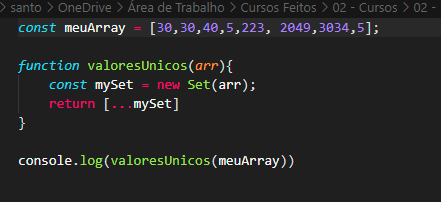 santo > OneDrive > Área de Trabalho > Cursos Feitos > 02 - Cursos > 02 -
const meuArray = [30,30,40,5,223, 2049,3034,5];
function valoresUnicos(arr){
    const mySet = new Set(arr);
    return [...mySet]
}
console.log(valoresUnicos(meuArray))